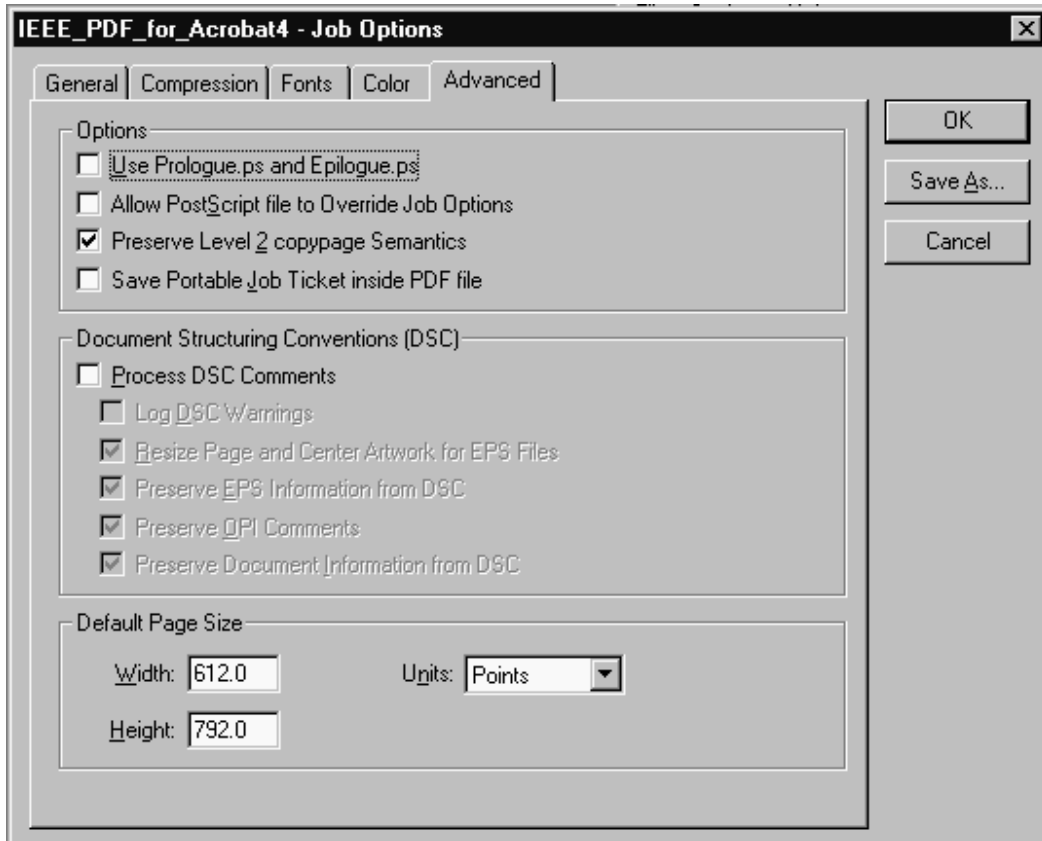 IEEE_PDF_for_Acrobat4 - Job Options
General Compression Fonts Color Advanced
Options
Use Prologue.ps and Epilogue.ps
Allow PostScript file to Override Job Options
Preserve Level 2 copypage Semantics
Save Portable Job Ticket inside PDF file
Document Structuring Conventions (DSC)
Process DSC Comments
Log DSC Warnings
Resize Page and Center Artwork for EPS Files
Preserve EPS Information from DSC
Preserve OPI Comments
Preserve Document Information from DSC
Default Page Size
Width: 612.0 Units: Points
Height: 792.0
OK
Save As...
Cancel